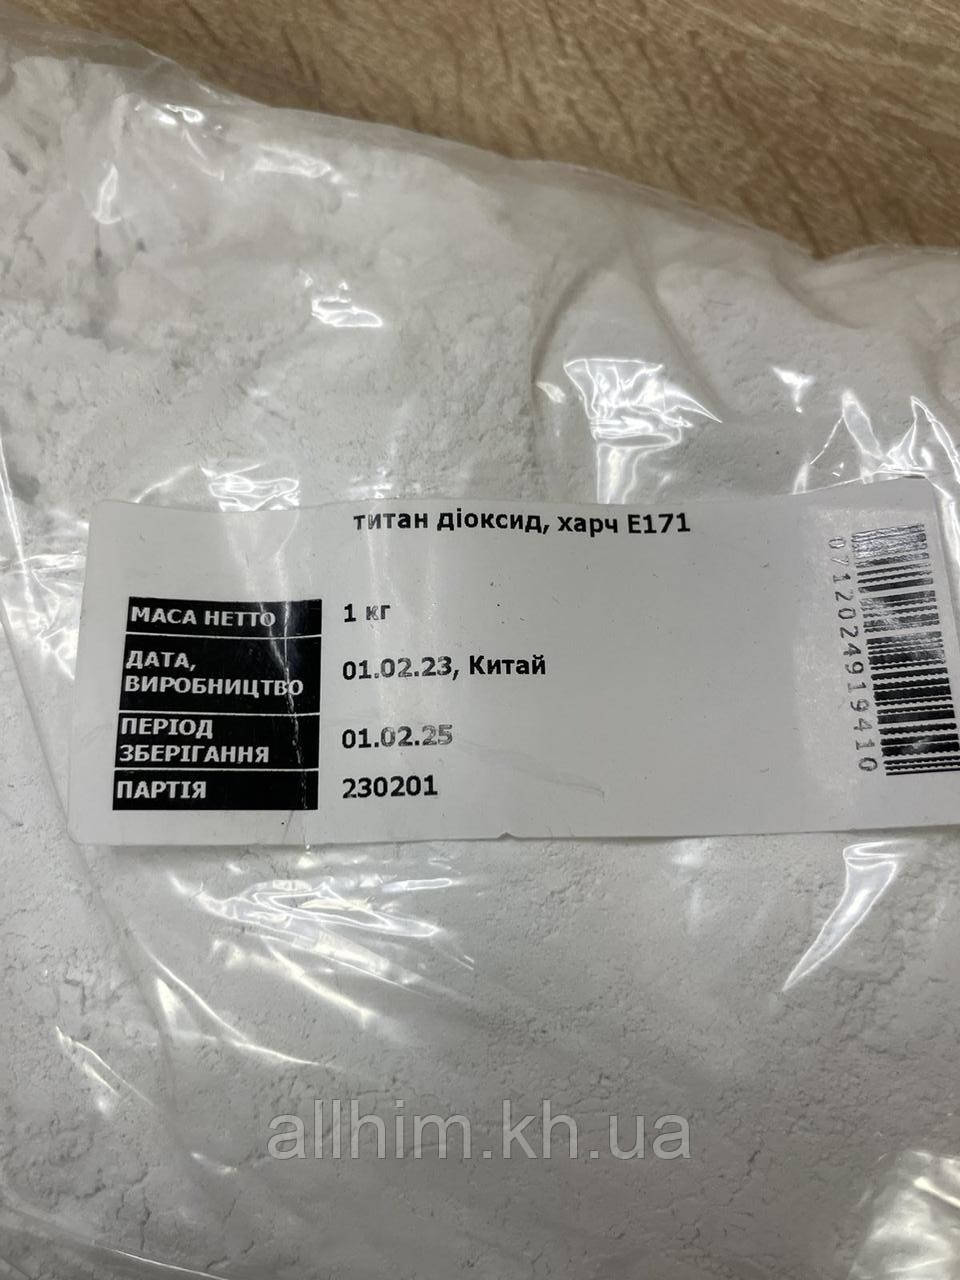 титан діоксид, харч Е171
МАСА НЕТТО
1 кг
ДАТА,
ВИРОБНИЦТВО
01.02.23, Китай
ПЕРІОД
ЗБЕРІГАННЯ
01.02.25
ПАРТІЯ
230201
0712024919410
allhim.kh.ua